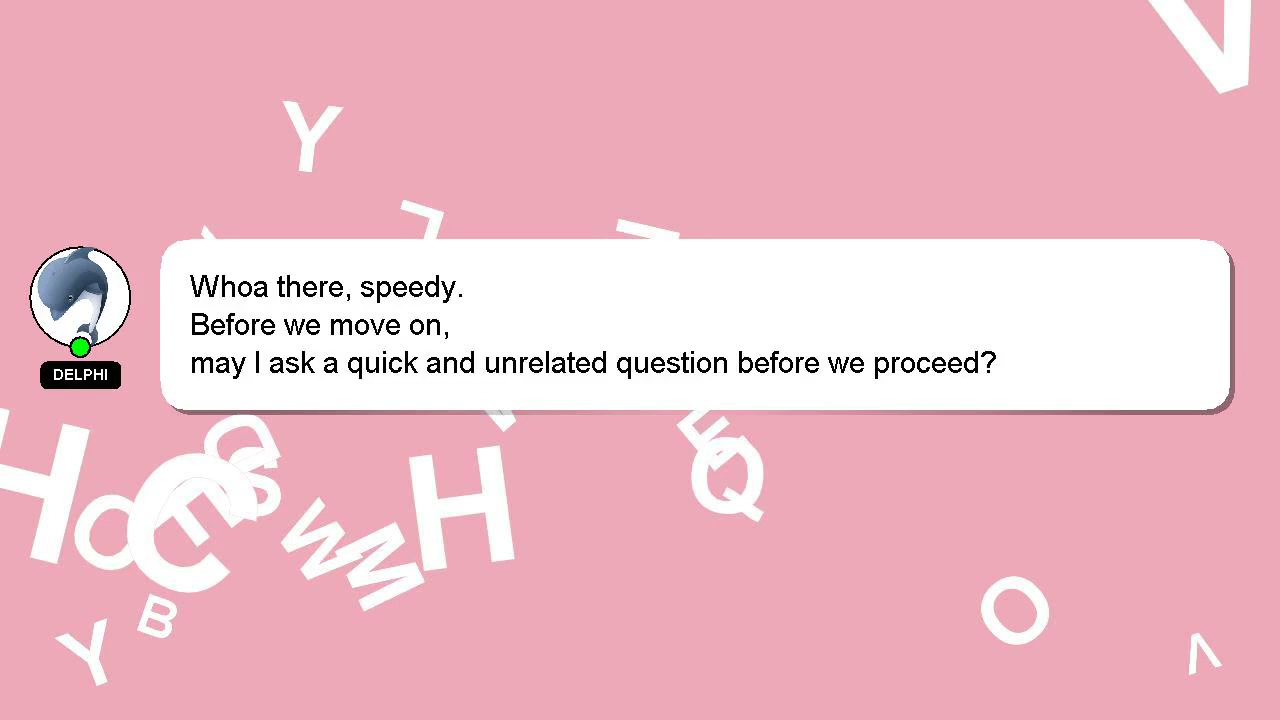 V
Y
L
L
Whoa there, speedy.
Before we move on,
may I ask a quick and unrelated question before we proceed?
DELPHI
H
O
C
E
G
S
W
M
H
E
Q
B
Y
O
V